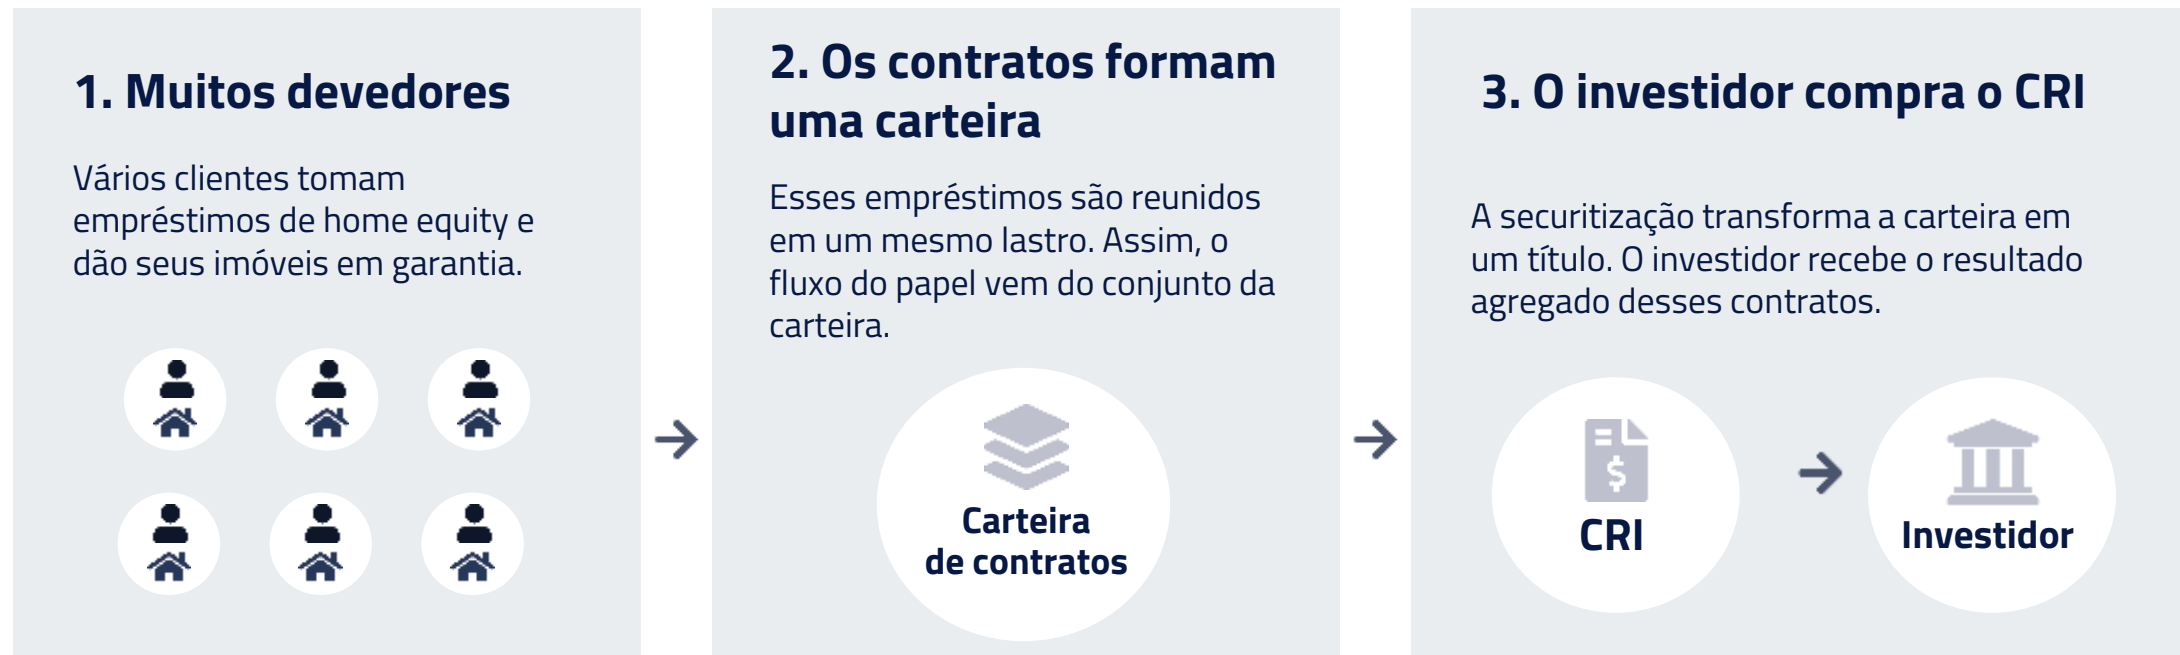 1. Muitos devedores
Vários clientes tomam
empréstimos de home equity e
dão seus imóveis em garantia.
2. Os contratos formam
uma carteira
Esses empréstimos são reunidos
em um mesmo lastro. Assim, o
fluxo do papel vem do conjunto da
carteira.
Carteira
de contratos
3. O investidor compra o CRI
A securitização transforma a carteira em
um título. O investidor recebe o resultado
agregado desses contratos.
$
CRI
Investidor